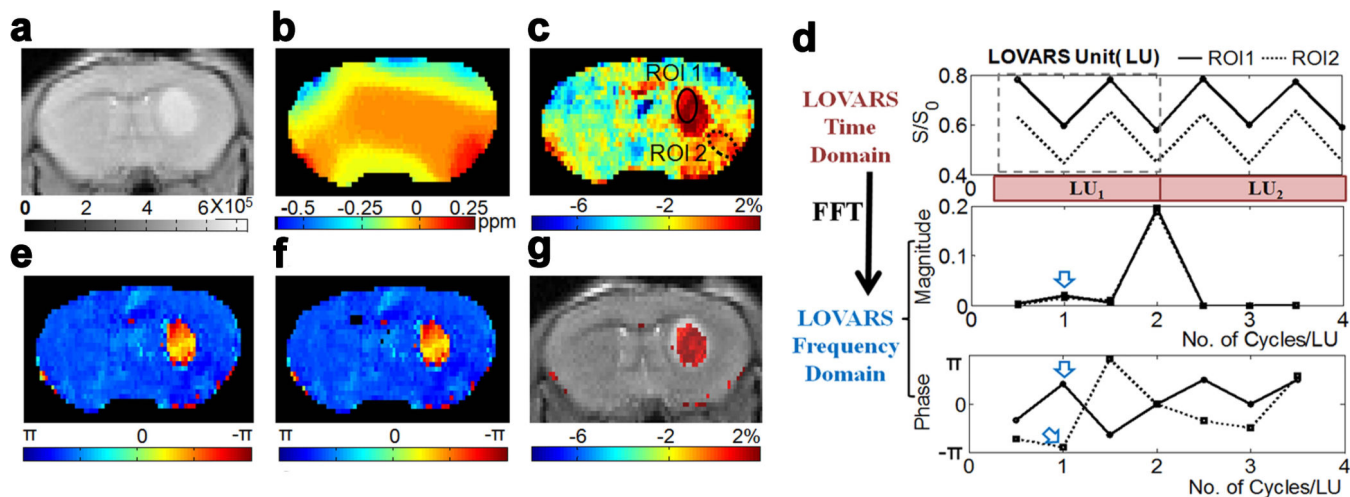 a
b
c
d
ROI 1
ROI 2
0 2 4 6X10⁵
-0.5 -0.25 0 0.25
ppm
-6 -4 -2 2%
LOVARS Unit( LU)
ROI1
ROI2
LOVARS
Time
Domain
FFT
LOVARS
Frequency
Domain
S/S₀
0.8
0.6
0.4
0
LU₁
LU₂
Magnitude
0.2
0.1
0
0 1 2 3 4
No. of Cycles/LU
Phase
π
0
-π
0 1 2 3 4
No. of Cycles/LU
e
f
g
π 0 -π
π 0 -π
-6 -4 -2 2%